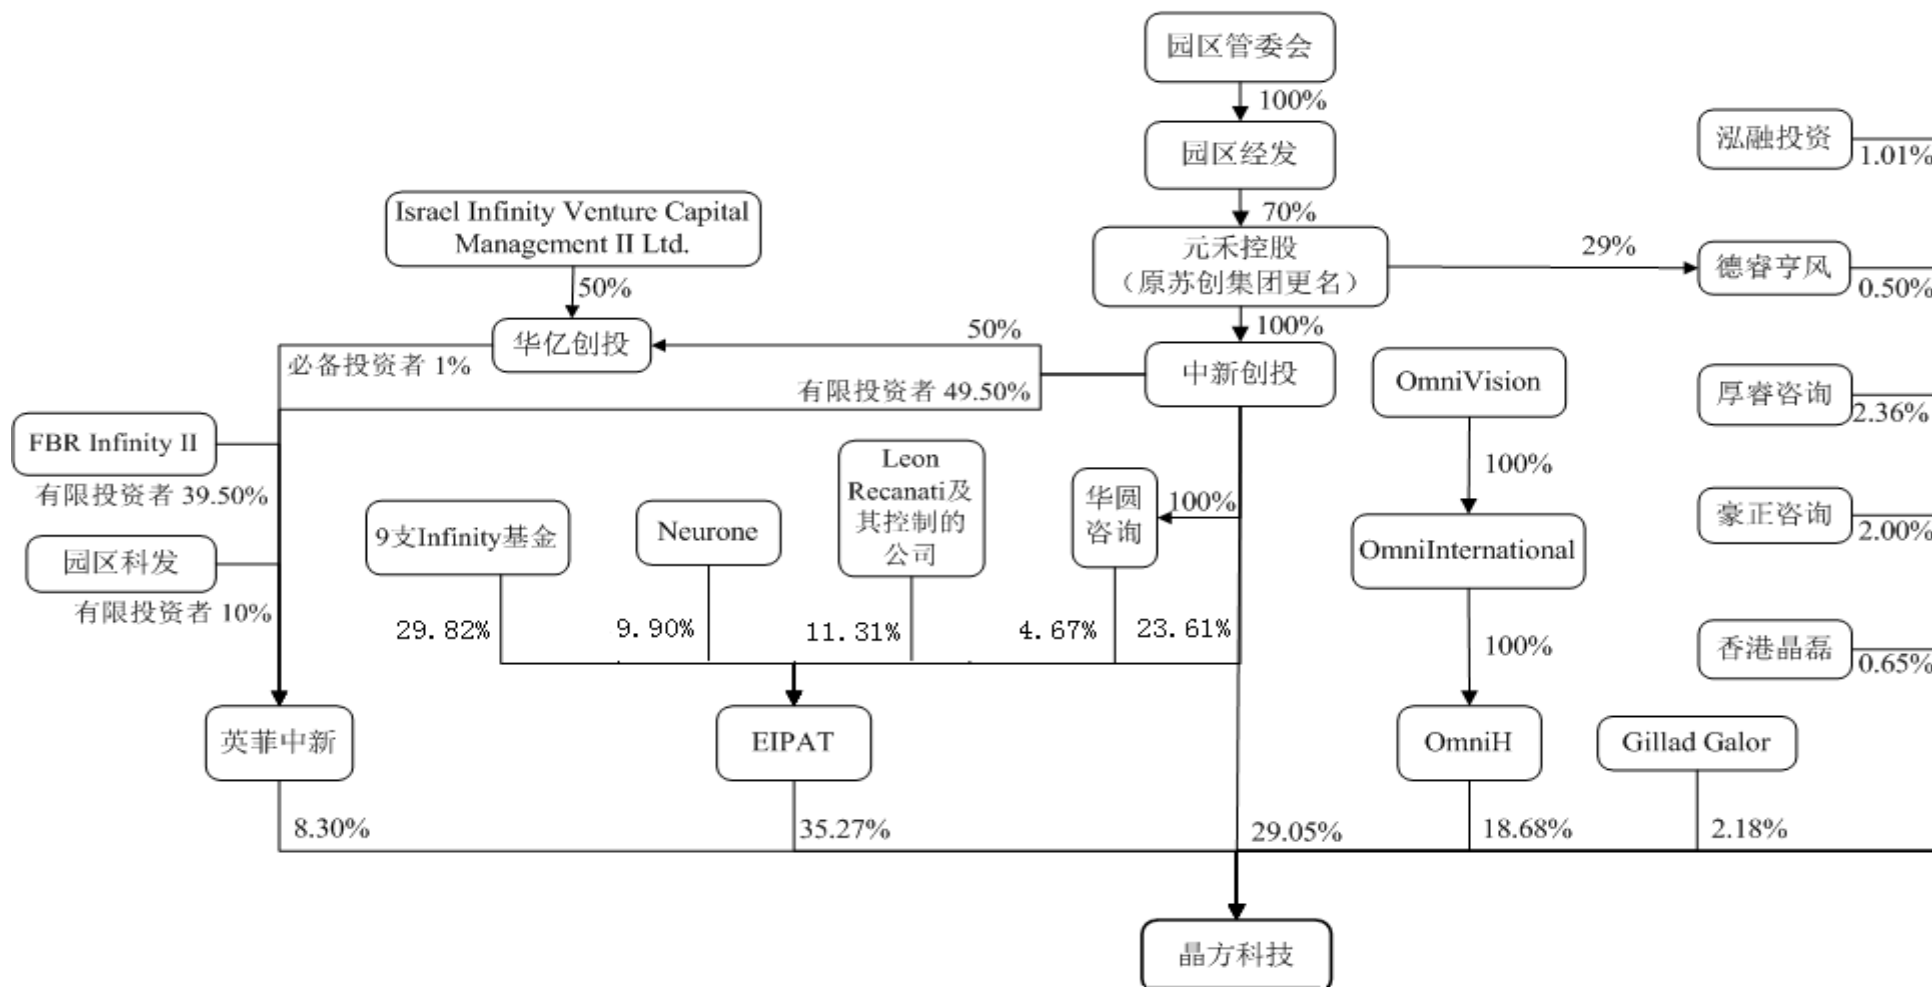 园区管委会
100%
园区经发
泓融投资
1.01%
Israel Infinity Venture Capital
Management II Ltd.
70%
元禾控股
（原苏创集团更名）
29%
德睿亨风
0.50%
50%
华亿创投
50%
100%
必备投资者 1%
中新创投
OmniVision
有限投资者 49.50%
厚睿咨询
2.36%
FBR Infinity II
有限投资者 39.50%
Leon
Recanati及
其控制的
公司
华圆
咨询
100%
100%
9支Infinity基金
Neurone
豪正咨询
2.00%
OmniInternational
园区科发
有限投资者 10%
29.82%
9.90%
11.31%
4.67%
23.61%
100%
香港晶磊
0.65%
英菲中新
EIPAT
OmniH
Gillad Galor
8.30%
35.27%
29.05%
18.68%
2.18%
晶方科技